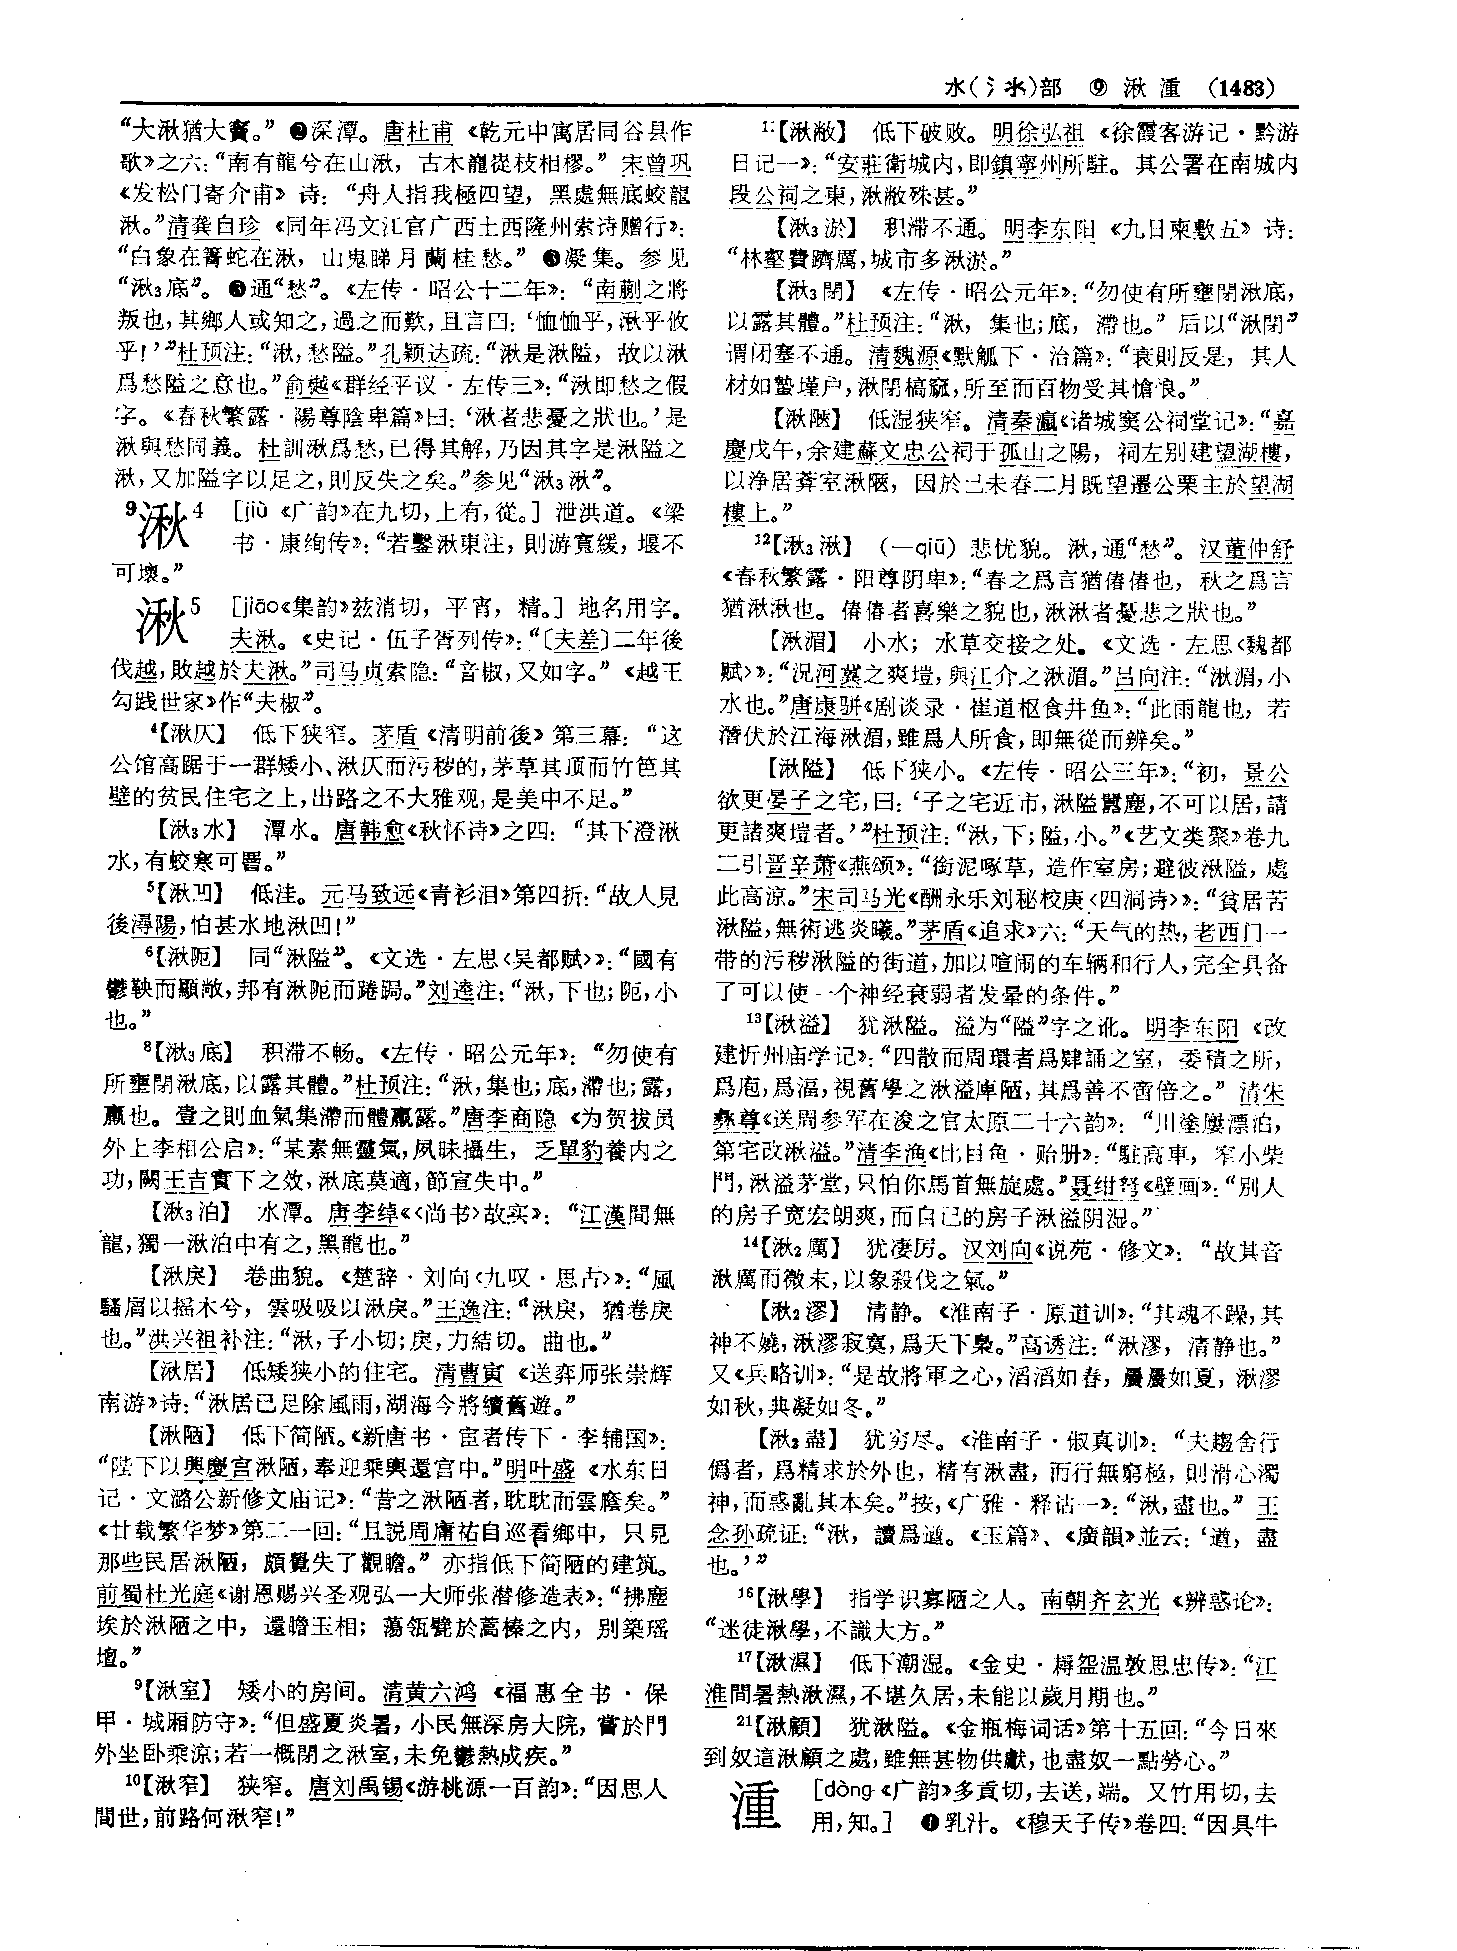 水(氵氺)部 ⑨ 湫 湩 (1483)
“大湫猶大竇。”❷深潭。唐杜甫《乾元中寓居同谷县作
歌》之六:“南有龍兮在山湫，古木巃嵸枝相樛。” 宋曾巩
《发松门寄介甫》诗：“舟人指我極四望，黑處無底蛟龍
湫。”清龚自珍《同年冯文江官广西土西隆州索诗赠行》:
“白象在箐蛇在湫，山鬼睇月蘭桂愁。”❸凝集。参见
“湫₃底”。❸通“愁”。《左传·昭公十二年》：“南蒯之將
叛也，其鄉人或知之，過之而歎，且言曰：‘恤恤乎，湫乎攸
乎！’”杜预注：“湫，愁隘。”孔颖达疏：“湫是湫隘，故以湫
爲愁隘之意也。”俞樾《群经平议·左传三》：“湫即愁之假
字。《春秋繁露·陽尊陰卑篇》曰：‘湫者悲憂之狀也。’是
湫與愁同義。杜訓湫爲愁，已得其解，乃因其字是湫隘之
湫，又加隘字以足之，則反失之矣。”参见“湫₃湫”。
⁹湫⁴ [jiù《广韵》在九切，上有，從。] 泄洪道。《梁
书·康绚传》：“若鑿湫東注，則游寬緩，堰不
可壞。”
湫⁵ [jiāo《集韵》兹消切，平宵，精。] 地名用字。
夫湫。《史记·伍子胥列传》：“〔夫差〕二年後
伐越，敗越於夫湫。”司马贞索隐：“音椒，又如字。”《越王
勾践世家》作“夫椒”。
⁴【湫仄】 低下狭窄。茅盾《清明前後》第三幕：“这
公馆高踞于一群矮小、湫仄而污秽的，茅草其顶而竹笆其
壁的贫民住宅之上，出路之不大雅观，是美中不足。”
【湫₃水】 潭水。唐韩愈《秋怀诗》之四：“其下澄湫
水，有蛟寒可罾。”
⁵【湫凹】 低洼。元马致远《青衫泪》第四折：“故人見
後潯陽，怕甚水地湫凹！”
⁶【湫阨】 同“湫隘”。《文选·左思〈吴都赋〉》：“國有
鬱鞅而顯敞，邦有湫阨而踡跼。”刘逵注：“湫，下也；阨，小
也。”
⁸【湫₃底】 积滞不畅。《左传·昭公元年》：“勿使有
所壅閉湫底，以露其體。”杜预注：“湫，集也；底，滯也；露，
羸也。壹之則血氣集滯而體羸露。”唐李商隐《为贺拔员
外上李相公启》：“某素無靈氣，夙昧攝生，乏單豹養内之
功，闕王吉實下之效，湫底莫適，節宣失中。”
【湫₃泊】 水潭。唐李绰《〈尚书〉故实》：“江漢間無
龍，獨一湫泊中有之，黑龍也。”
【湫戾】 卷曲貌。《楚辞·刘向〈九叹·思古〉》：“風
騷屑以摇木兮，雲吸吸以湫戾。”王逸注：“湫戾，猶卷戾
也。”洪兴祖补注：“湫，子小切；戾，力結切。曲也。”
【湫居】 低矮狭小的住宅。清曹寅《送弈师张崇辉
南游》诗：“湫居已足除風雨，湖海今將續舊遊。”
【湫陋】 低下简陋。《新唐书·宦者传下·李辅国》：
“陛下以興慶宫湫陋，奉迎乘輿還宫中。”明叶盛《水东日
记·文潞公新修文庙记》：“昔之湫陋者，耽耽而雲廕矣。”
《廿载繁华梦》第二一回：“且説周庸祐自巡看鄉中，只見
那些民居湫陋，頗覺失了觀瞻。”亦指低下简陋的建筑。
前蜀杜光庭《谢恩赐兴圣观弘一大师张潜修造表》：“拂塵
埃於湫陋之中，還瞻玉相；蕩瓴甓於蒿榛之内，别築瑶
壇。”
⁹【湫室】 矮小的房间。清黄六鸿《福惠全书·保
甲·城厢防守》：“但盛夏炎暑，小民無深房大院，嘗於門
外坐卧乘涼；若一概閉之湫室，未免鬱熱成疾。”
¹⁰【湫窄】 狭窄。唐刘禹锡《游桃源一百韵》：“因思人
間世，前路何湫窄！”
¹¹【湫敝】 低下破败。明徐弘祖《徐霞客游记·黔游
日记一》：“安莊衛城内，即鎮寧州所駐。其公署在南城内
段公祠之東，湫敝殊甚。”
【湫₃淤】 积滞不通。明李东阳《九日柬敷五》诗：
“林壑費躋厲，城市多湫淤。”
【湫₃閉】 《左传·昭公元年》：“勿使有所壅閉湫底，
以露其體。”杜预注：“湫，集也；底，滯也。”后以“湫閉”
谓闭塞不通。清魏源《默觚下·治篇》：“衰則反是，其人
材如蟄墐户，湫閉槁窳，所至而百物受其愴悢。”
【湫陿】 低湿狭窄。清秦瀛《诸城窦公祠堂记》：“嘉
慶戊午，余建蘇文忠公祠于孤山之陽，祠左别建望湖樓，
以浄居葊室湫陿，因於己未春二月既望遷公栗主於望湖
樓上。”
¹²【湫₃湫】 (—qiū) 悲忧貌。湫，通“愁”。汉董仲舒
《春秋繁露·阳尊阴卑》：“春之爲言猶偆偆也，秋之爲言
猶湫湫也。偆偆者喜樂之貌也，湫湫者憂悲之狀也。”
【湫湄】 小水；水草交接之处。《文选·左思〈魏都
赋〉》：“況河冀之爽塏，與江介之湫湄。”吕向注：“湫湄，小
水也。”唐康骈《剧谈录·崔道枢食井鱼》：“此雨龍也，若
潛伏於江海湫湄，雖爲人所食，即無從而辨矣。”
【湫隘】 低下狭小。《左传·昭公三年》：“初，景公
欲更晏子之宅，曰：‘子之宅近市，湫隘囂塵，不可以居，請
更諸爽塏者。’”杜预注：“湫，下；隘，小。”《艺文类聚》卷九
二引晋辛萧《燕颂》：“銜泥啄草，造作室房；避彼湫隘，處
此高涼。”宋司马光《酬永乐刘秘校庚〈四洞诗〉》：“貧居苦
湫隘，無術逃炎曦。”茅盾《追求》六：“天气的热，老西门一
带的污秽湫隘的街道，加以喧闹的车辆和行人，完全具备
了可以使一个神经衰弱者发晕的条件。”
¹³【湫溢】 犹湫隘。溢为“隘”字之讹。明李东阳《改
建忻州庙学记》：“四散而周環者爲肄誦之室，委積之所，
爲庖，爲湢，視舊學之湫溢庳陋，其爲善不啻倍之。”清朱
彝尊《送周参军在浚之官太原二十六韵》：“川塗屢漂泊，
第宅改湫溢。”清李渔《比目鱼·贻册》：“駐高車，窄小柴
門，湫溢茅堂，只怕你馬首無旋處。”聂绀弩《壁画》：“别人
的房子宽宏朗爽，而自己的房子湫溢阴湿。”
¹⁴【湫₂厲】 犹凄厉。汉刘向《说苑·修文》：“故其音
湫厲而微末，以象殺伐之氣。”
【湫₂漻】 清静。《淮南子·原道训》：“其魂不躁，其
神不嬈，湫漻寂寞，爲天下梟。”高诱注：“湫漻，清静也。”
又《兵略训》：“是故將軍之心，滔滔如春，曠曠如夏，湫漻
如秋，典凝如冬。”
【湫₂盡】 犹穷尽。《淮南子·俶真训》：“夫趨舍行
僞者，爲精求於外也，精有湫盡，而行無窮極，則滑心濁
神，而惑亂其本矣。”按，《广雅·释诂一》：“湫，盡也。”王
念孙疏证：“湫，讀爲遒。《玉篇》、《廣韻》並云：‘遒，盡
也。’”
¹⁶【湫學】 指学识寡陋之人。南朝齐玄光《辨惑论》：
“迷徒湫學，不識大方。”
¹⁷【湫濕】 低下潮湿。《金史·耨盌温敦思忠传》：“江
淮間暑熱湫濕，不堪久居，未能以歲月期也。”
²¹【湫顧】 犹湫隘。《金瓶梅词话》第十五回：“今日來
到奴這湫顧之處，雖無甚物供獻，也盡奴一點勞心。”
湩 [dòng《广韵》多貢切，去送，端。又竹用切，去
用，知。] ❶乳汁。《穆天子传》卷四：“因具牛